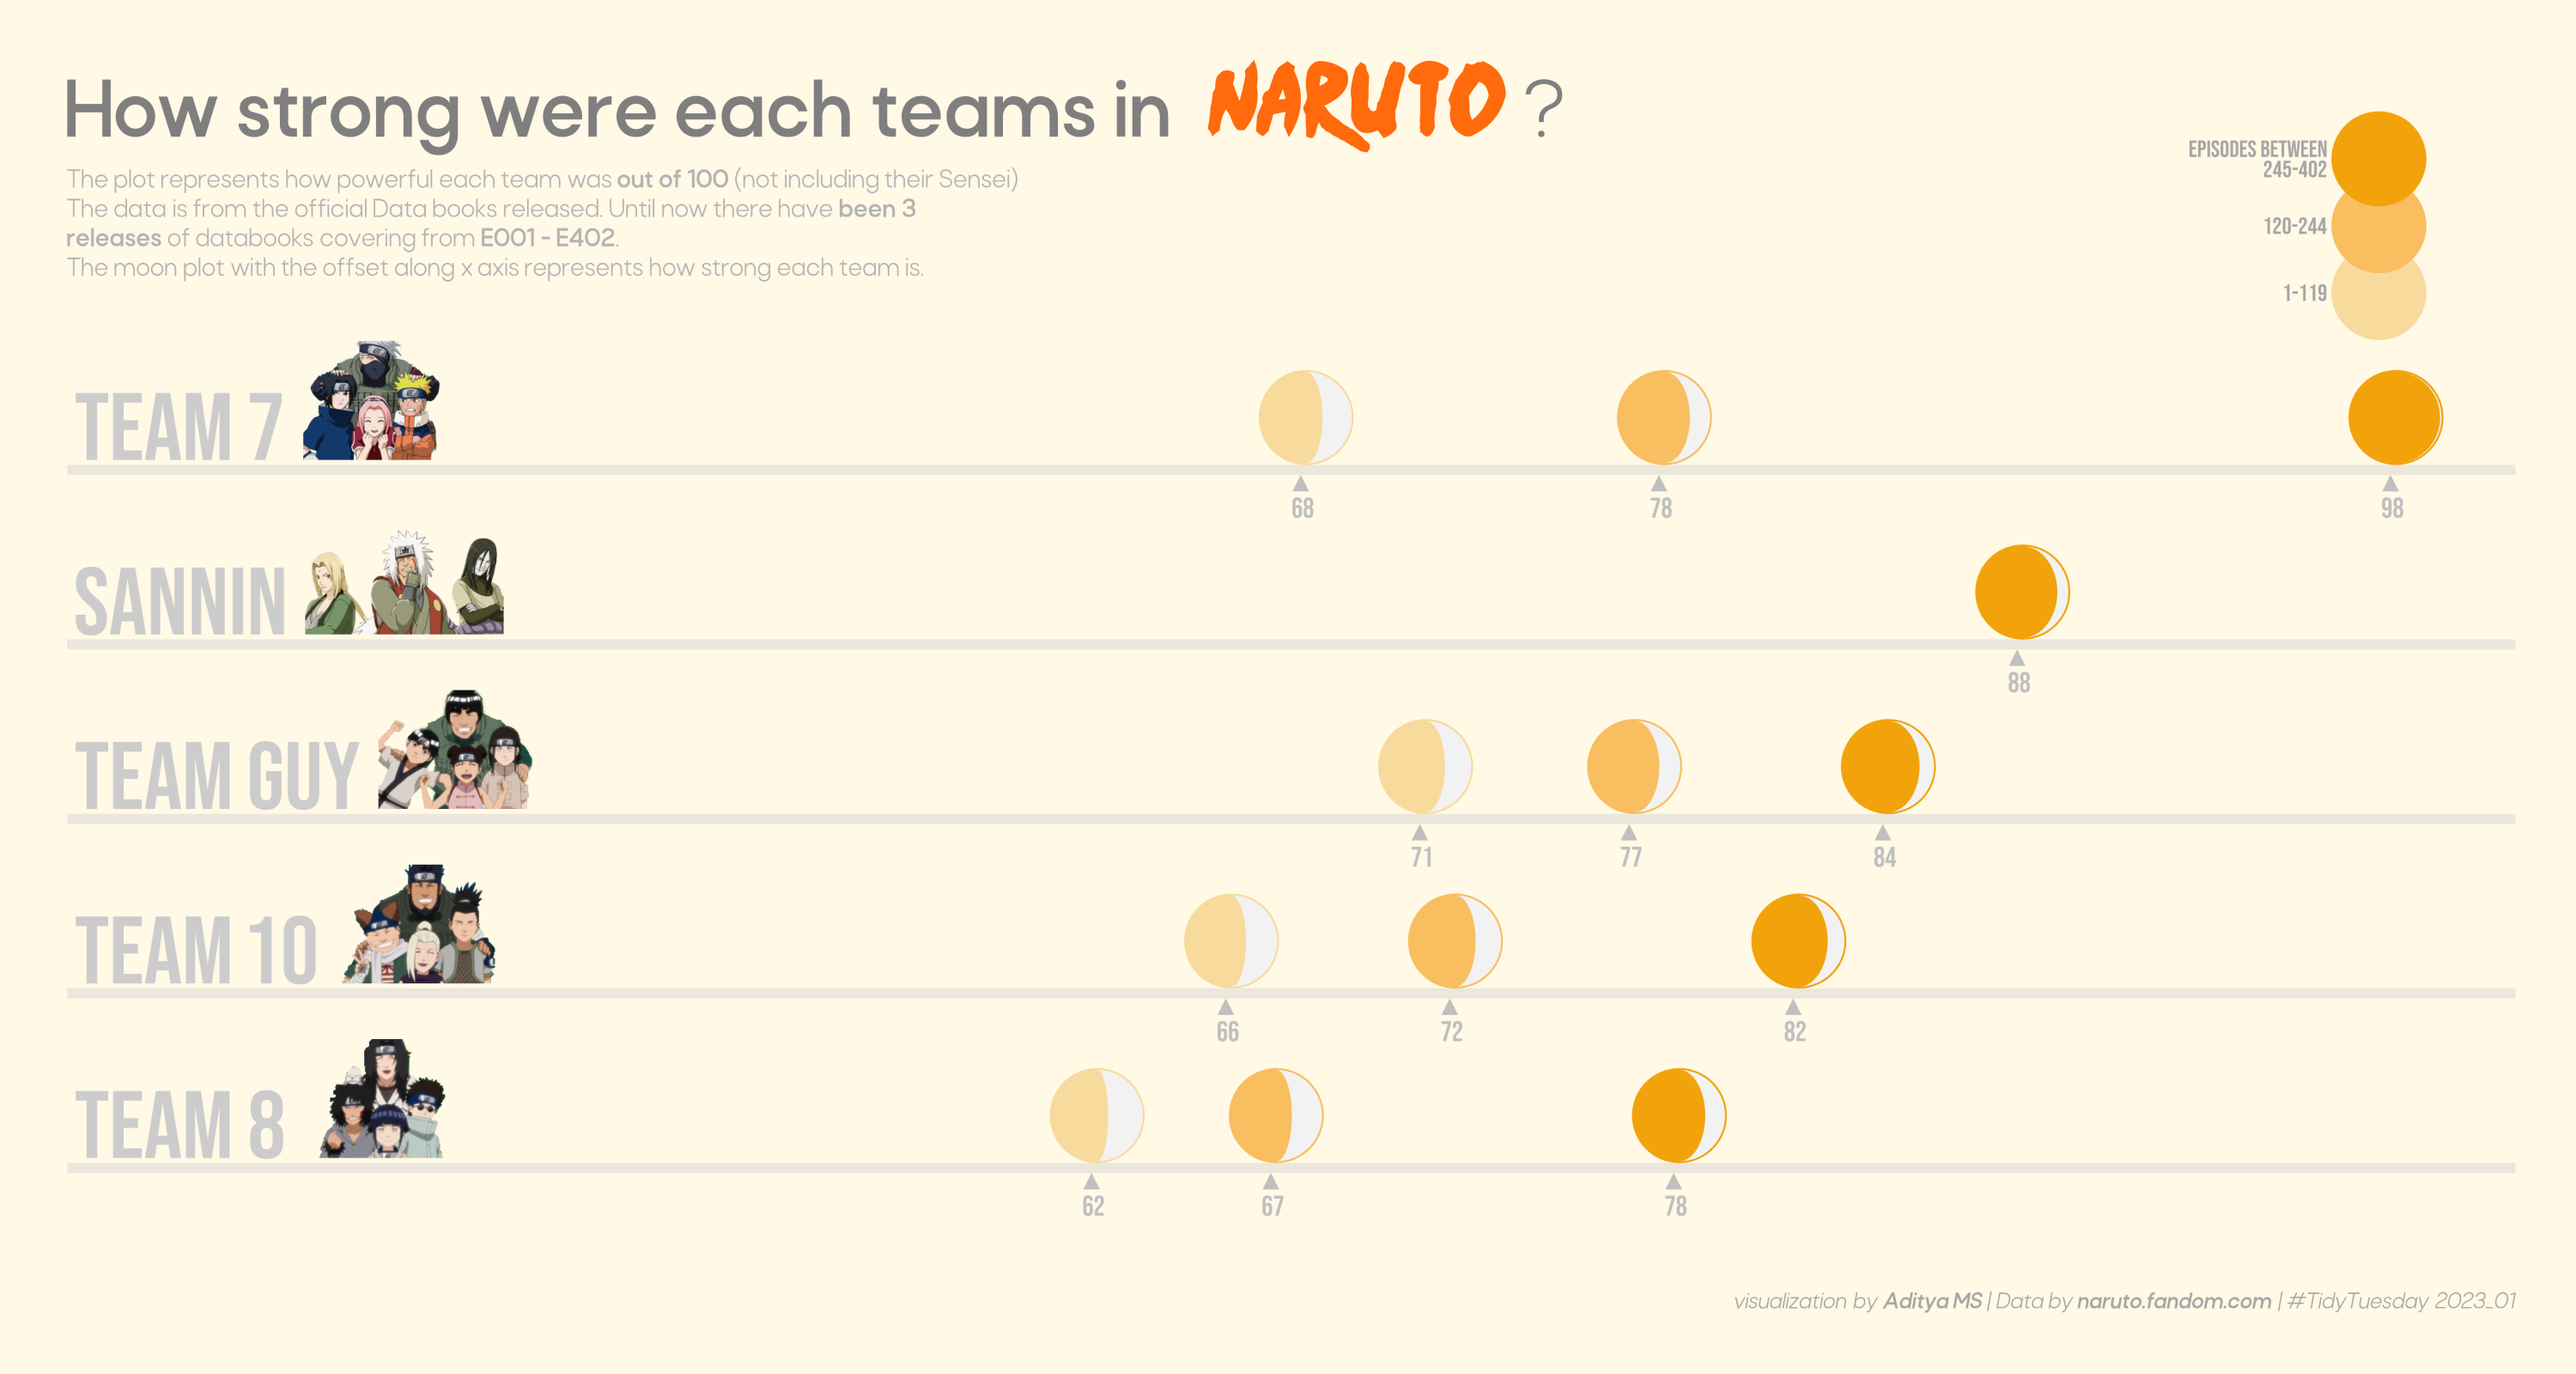 How strong were each teams in NARUTO ?
The plot represents how powerful each team was out of 100 (not including their Sensei)
The data is from the official Data books released. Until now there have been 3
releases of databooks covering from E001 - E402.
The moon plot with the offset along x axis represents how strong each team is.
EPISODES BETWEEN
245-402
120-244
1-119
TEAM 7
68 78 98
SANNIN
88
TEAM GUY
71 77 84
TEAM 10
66 72 82
TEAM 8
62 67 78
visualization by Aditya MS | Data by naruto.fandom.com | #TidyTuesday 2023_01